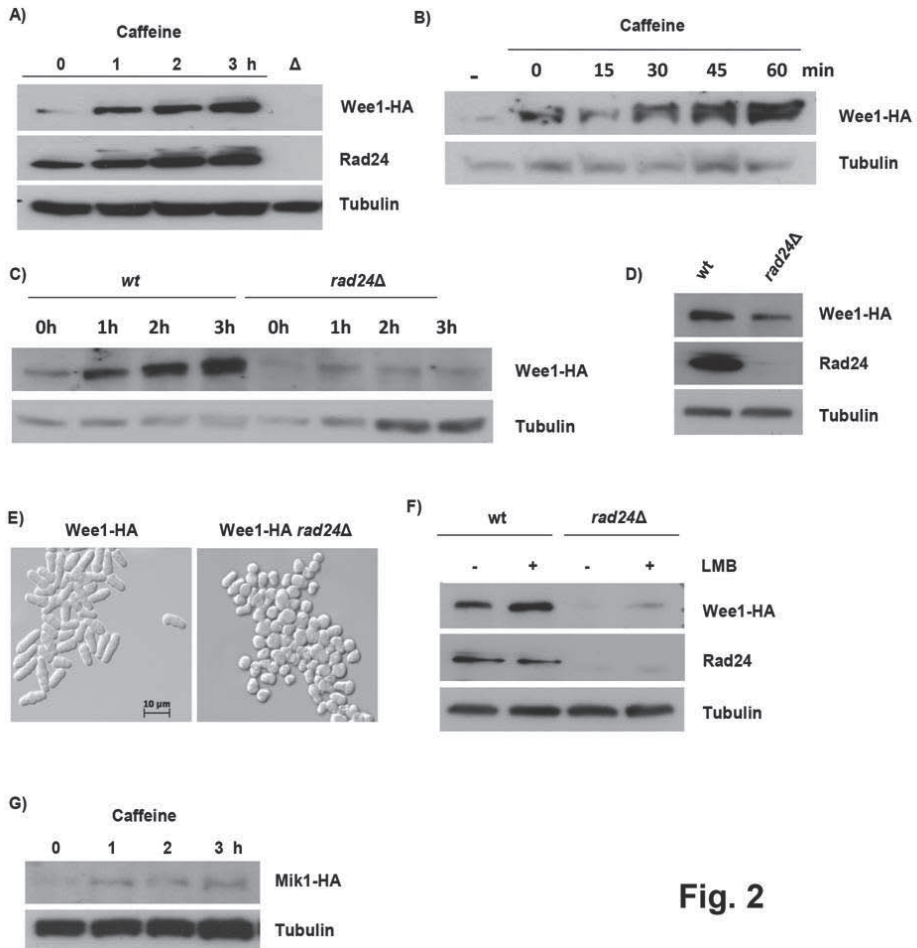 A)
Caffeine
0 1 2 3 h Δ
Wee1-HA
Rad24
Tubulin
B)
Caffeine
- 0 15 30 45 60 min
Wee1-HA
Tubulin
C)
wt rad24Δ
0h 1h 2h 3h 0h 1h 2h 3h
Wee1-HA
Tubulin
D)
wt rad24Δ
Wee1-HA
Rad24
Tubulin
E)
Wee1-HA Wee1-HA rad24Δ
10 µm
F)
wt rad24Δ
- + - + LMB
Wee1-HA
Rad24
Tubulin
G)
Caffeine
0 1 2 3 h
Mik1-HA
Tubulin
Fig. 2